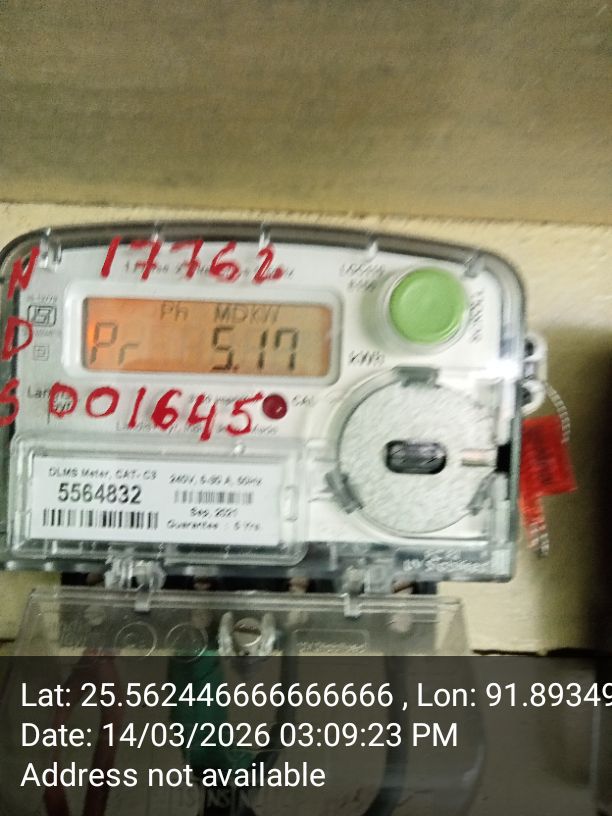 N 17762
Ph MDKW
Pr 5.17
kWh
D
S D01645
CAL
DLMS Meter, CAT- C3
5564832
240V, 5-30 A, 50Hz
Sep, 2021
Guarantee : 5 Yrs
Lat: 25.562446666666666 , Lon: 91.89349
Date: 14/03/2026 03:09:23 PM
Address not available